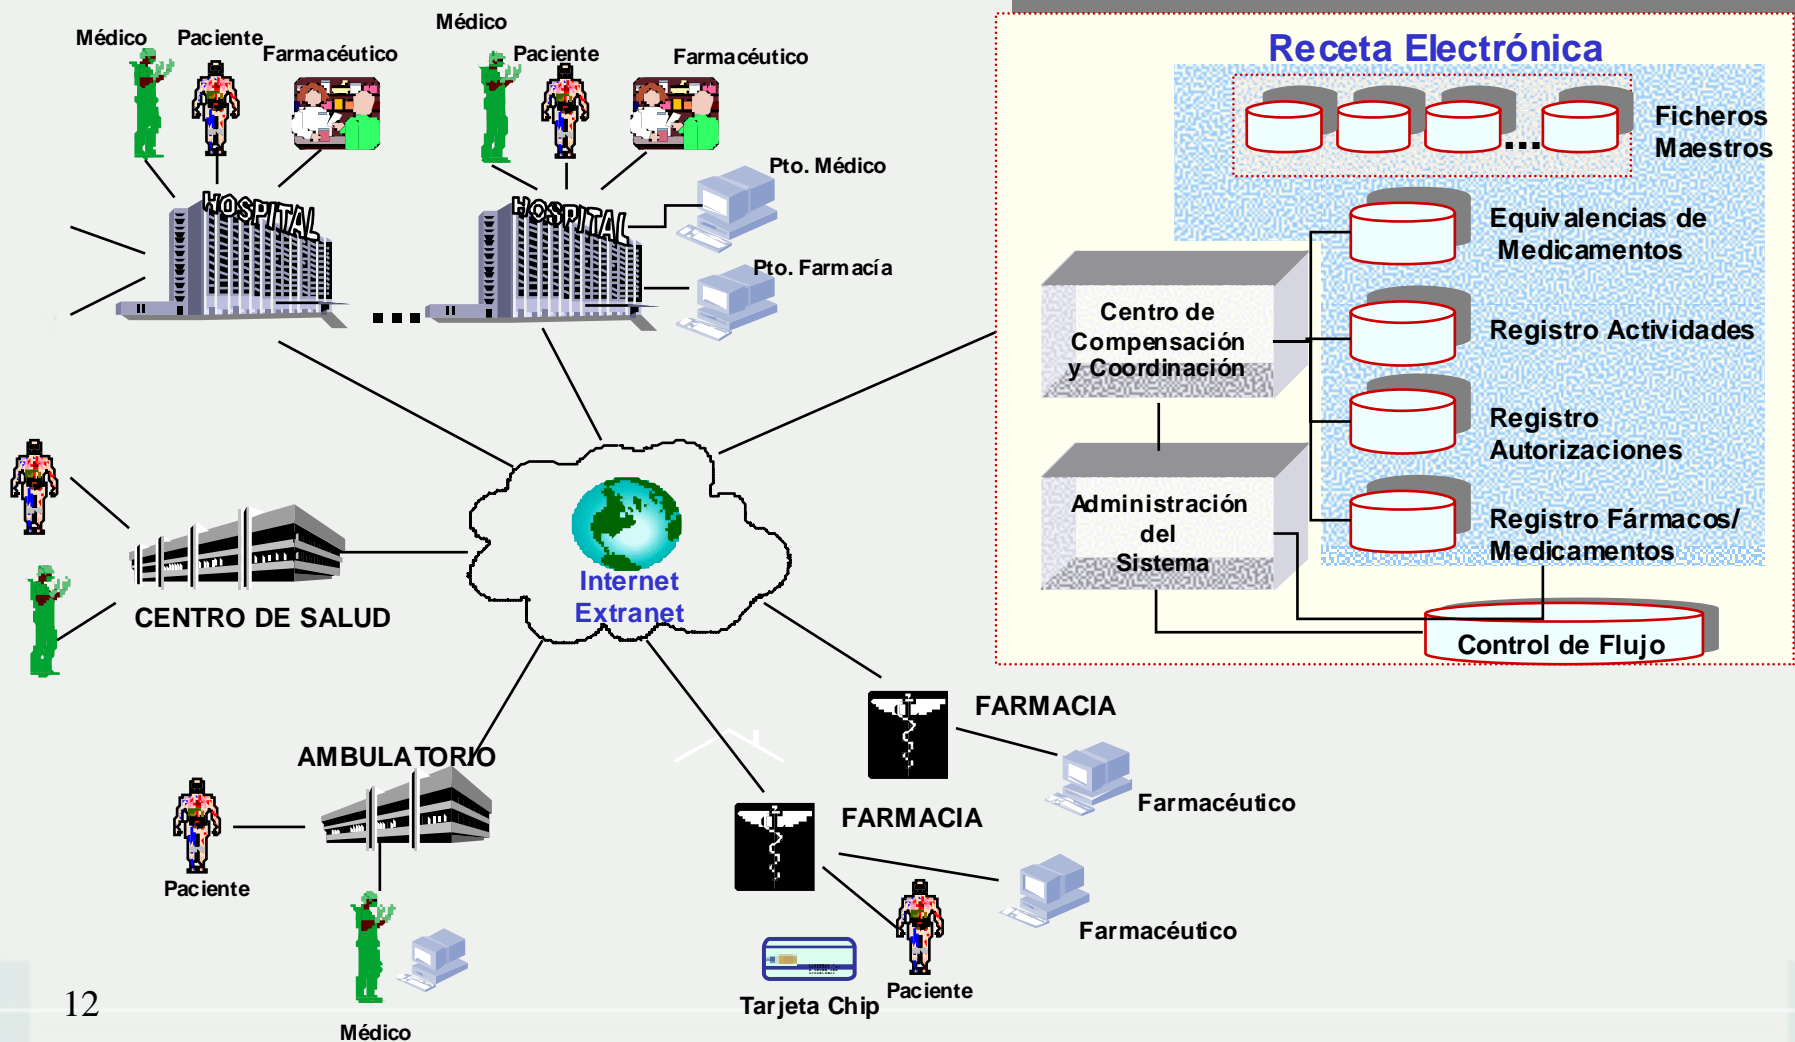 Médico
Paciente
Farmacéutico
Médico
Paciente
Farmacéutico
HOSPITAL
HOSPITAL
Pto. Médico
Pto. Farmacía
...
Receta Electrónica
...
Ficheros
Maestros
Equivalencias de
Medicamentos
Centro de
Compensación
y Coordinación
Registro Actividades
Registro
Autorizaciones
Administración
del
Sistema
Registro Fármacos/
Medicamentos
Control de Flujo
Internet
Extranet
CENTRO DE SALUD
AMBULATORIO
Paciente
Médico
FARMACIA
Farmacéutico
FARMACIA
Farmacéutico
Paciente
Tarjeta Chip
12